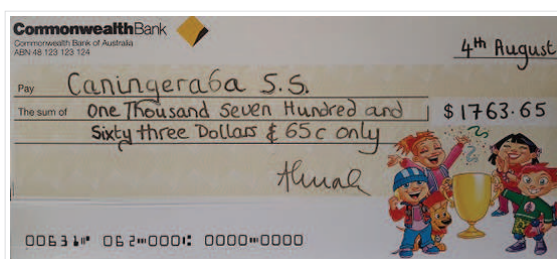 CommonwealthBank
Commonwealth Bank of Australia
ABN 48 123 123 124
4th August
Pay Caningeraba S.S.
The sum of One Thousand Seven Hundred and $1763.65
Sixty three Dollars & 65c only
00631 062 0001 0000 0000